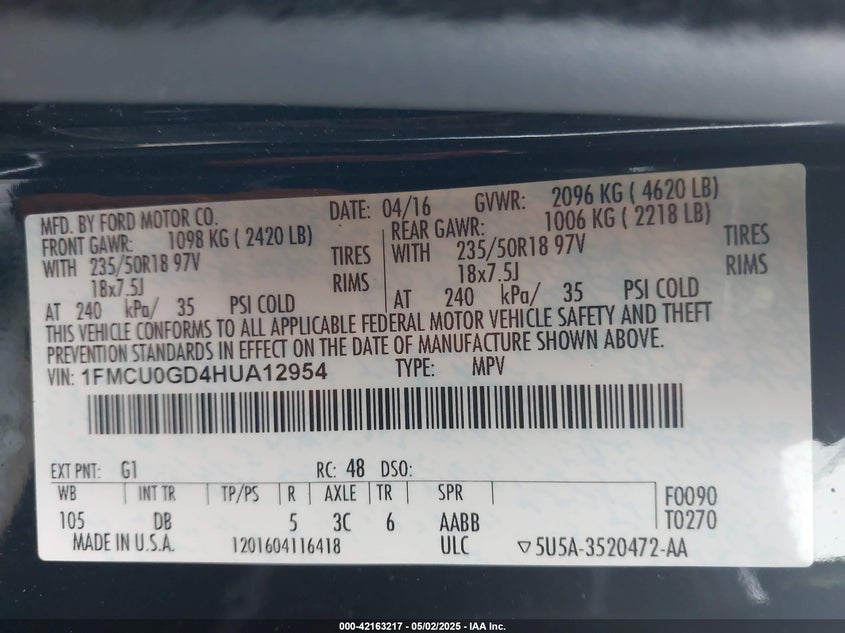 MFD. BY FORD MOTOR CO. DATE: 04/16 GVWR: 2096 KG ( 4620 LB)
FRONT GAWR: 1098 KG ( 2420 LB) REAR GAWR: 1006 KG ( 2218 LB)
WITH 235/50R18 97V TIRES WITH 235/50R18 97V TIRES
18x7.5J RIMS 18x7.5J RIMS
AT 240 kPa/ 35 PSI COLD AT 240 kPa/ 35 PSI COLD
THIS VEHICLE CONFORMS TO ALL APPLICABLE FEDERAL MOTOR VEHICLE SAFETY AND THEFT
PREVENTION STANDARDS IN EFFECT ON THE DATE OF MANUFACTURE SHOWN ABOVE.
VIN: 1FMCU0GD4HUA12954 TYPE: MPV
EXT PNT: G1 RC: 48 DSO:
WB INT TR TP/PS R AXLE TR SPR F0090
105 DB 5 3C 6 AABB T0270
MADE IN U.S.A. 1201604116418 ULC ▽5U5A-3520472-AA
000-42163217 - 05/02/2025 - IAA Inc.